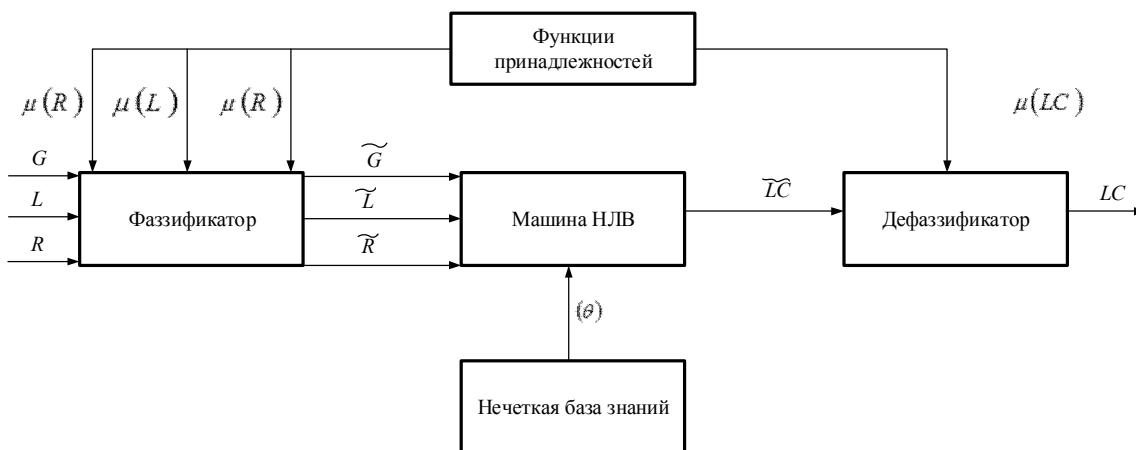 Функции
принадлежностей
μ(R) μ(L) μ(R) μ(LC)
G
L
R
Фаззификатор
G̃
L̃
R̃
Машина НЛВ
L͠C
Дефаззификатор
LC
(θ)
Нечеткая база знаний